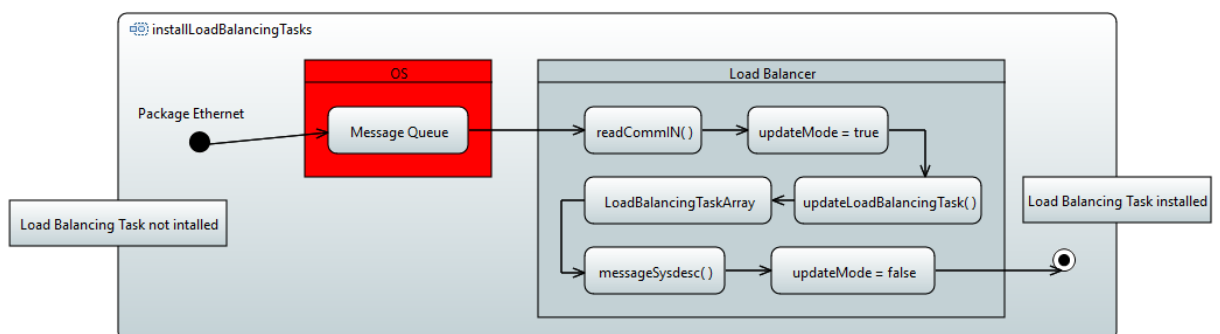 installLoadBalancingTasks
OS
Load Balancer
Package Ethernet
Message Queue
readCommIN( )
updateMode = true
Load Balancing Task not intalled
LoadBalancingTaskArray
updateLoadBalancingTask( )
Load Balancing Task installed
messageSysdesc( )
updateMode = false